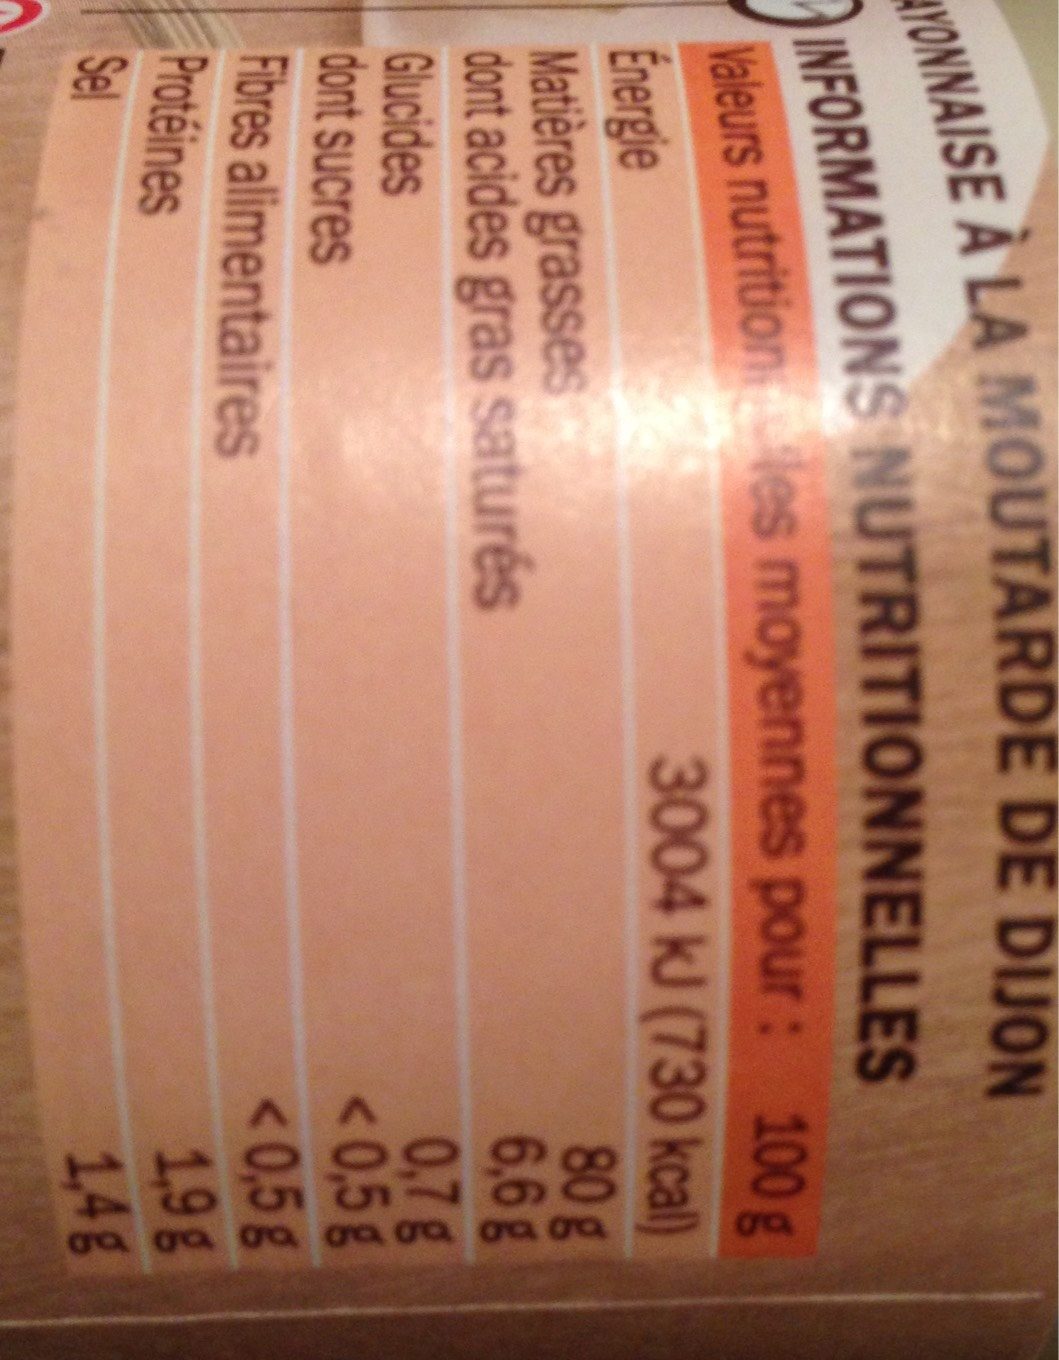 AYONNAISE À LA MOUTARDE DE DIJON
INFORMATIONS NUTRITIONNELLES
Valeurs nutritionnelles moyennes pour : 100 g
Énergie 3004 kJ (730 kcal)
Matières grasses 80 g
dont acides gras saturés 6,6 g
Glucides 0,7 g
dont sucres < 0,5 g
Fibres alimentaires < 0,5 g
Protéines 1,9 g
Sel 1,4 g